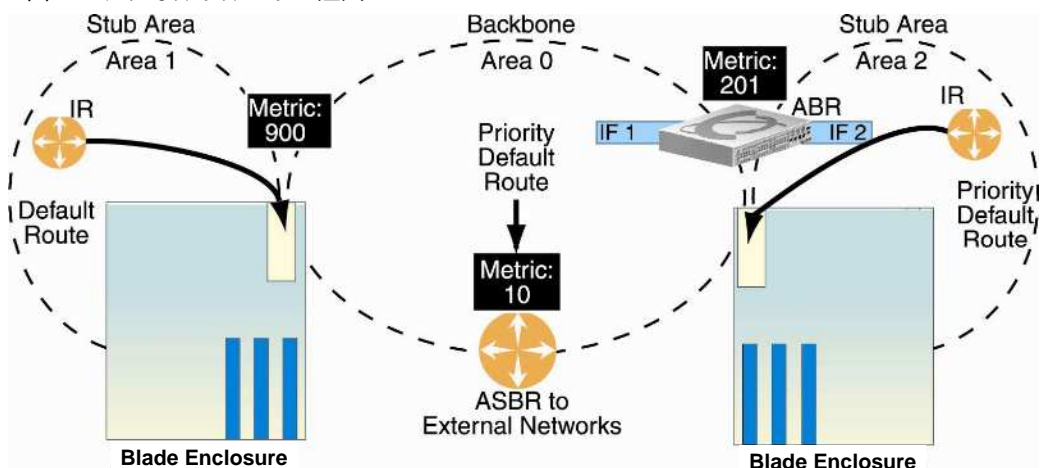 Stub Area
Area 1
IR
Metric:
900
Default
Route
Blade Enclosure
Backbone
Area 0
Priority
Default
Route
Metric:
10
ASBR to
External Networks
Metric:
201
IF 1
ABR
IF 2
Stub Area
Area 2
IR
Priority
Default
Route
Blade Enclosure